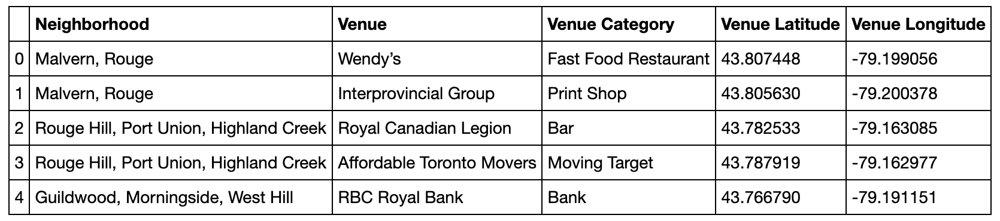 Neighborhood Venue Venue Category Venue Latitude Venue Longitude
0 Malvern, Rouge Wendy’s Fast Food Restaurant 43.807448 -79.199056
1 Malvern, Rouge Interprovincial Group Print Shop 43.805630 -79.200378
2 Rouge Hill, Port Union, Highland Creek Royal Canadian Legion Bar 43.782533 -79.163085
3 Rouge Hill, Port Union, Highland Creek Affordable Toronto Movers Moving Target 43.787919 -79.162977
4 Guildwood, Morningside, West Hill RBC Royal Bank Bank 43.766790 -79.191151